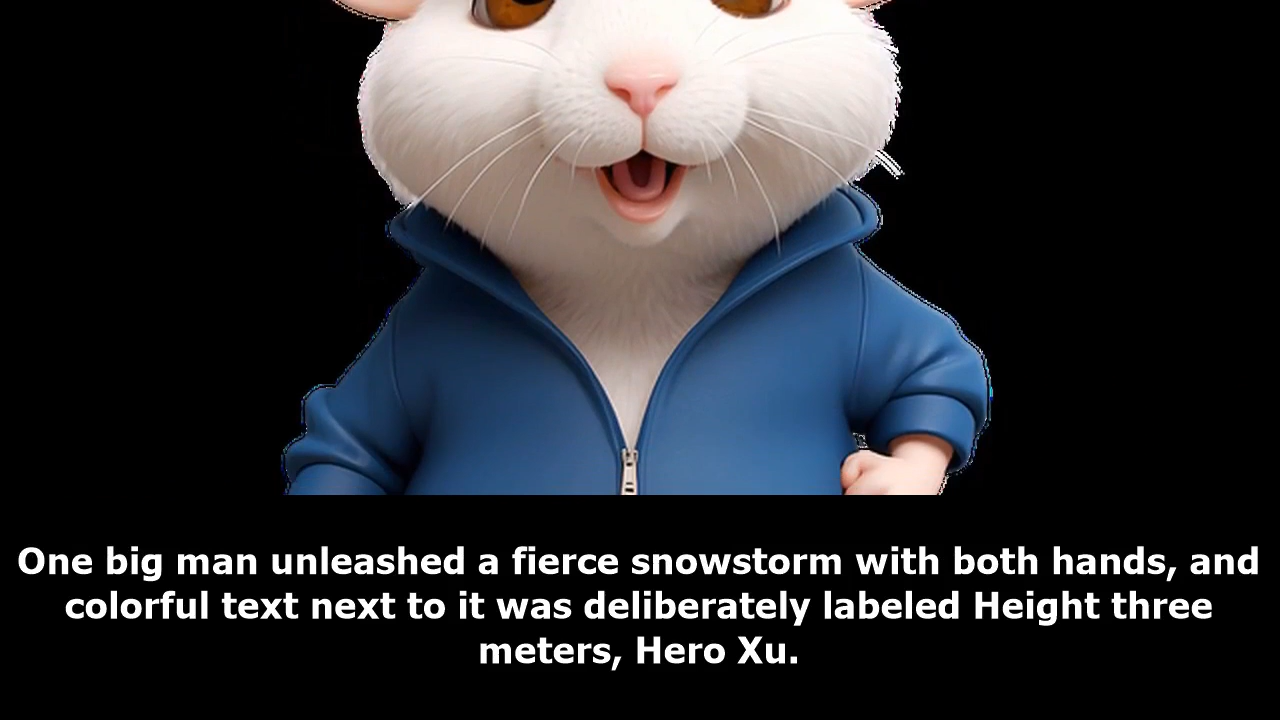 One big man unleashed a fierce snowstorm with both hands, and
colorful text next to it was deliberately labeled Height three
meters, Hero Xu.